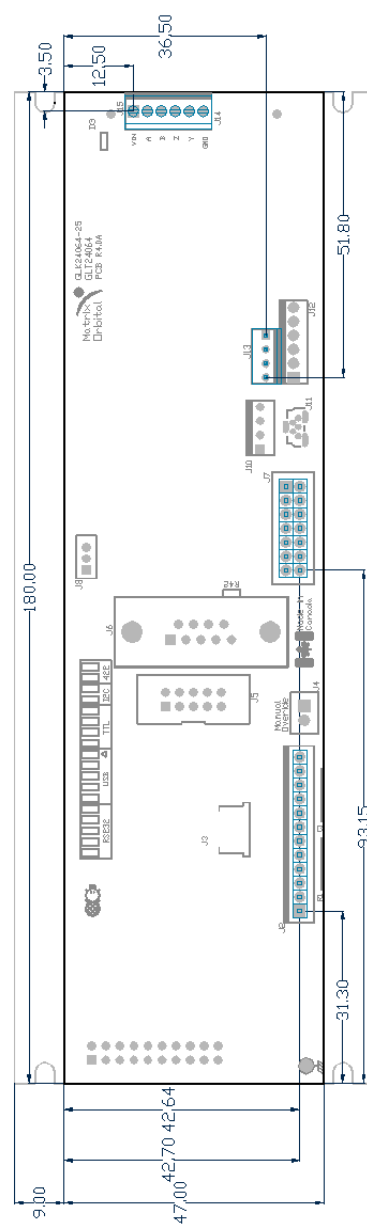 36.50
12.50
3.50
J15
J14
D3
VIN
A
B
Z
Y
GND
GLK24064-25
GLT24064
PCB R4.0A
Matrix
Orbital
51.80
J13
J12
J10
J11
J7
J8
180.00
R42
J6
J4
Manual
Override
J5
422
I2C
TTL
USB
RS232
J3
J2
93.15
31.30
42.64
42.70
47.00
9.00